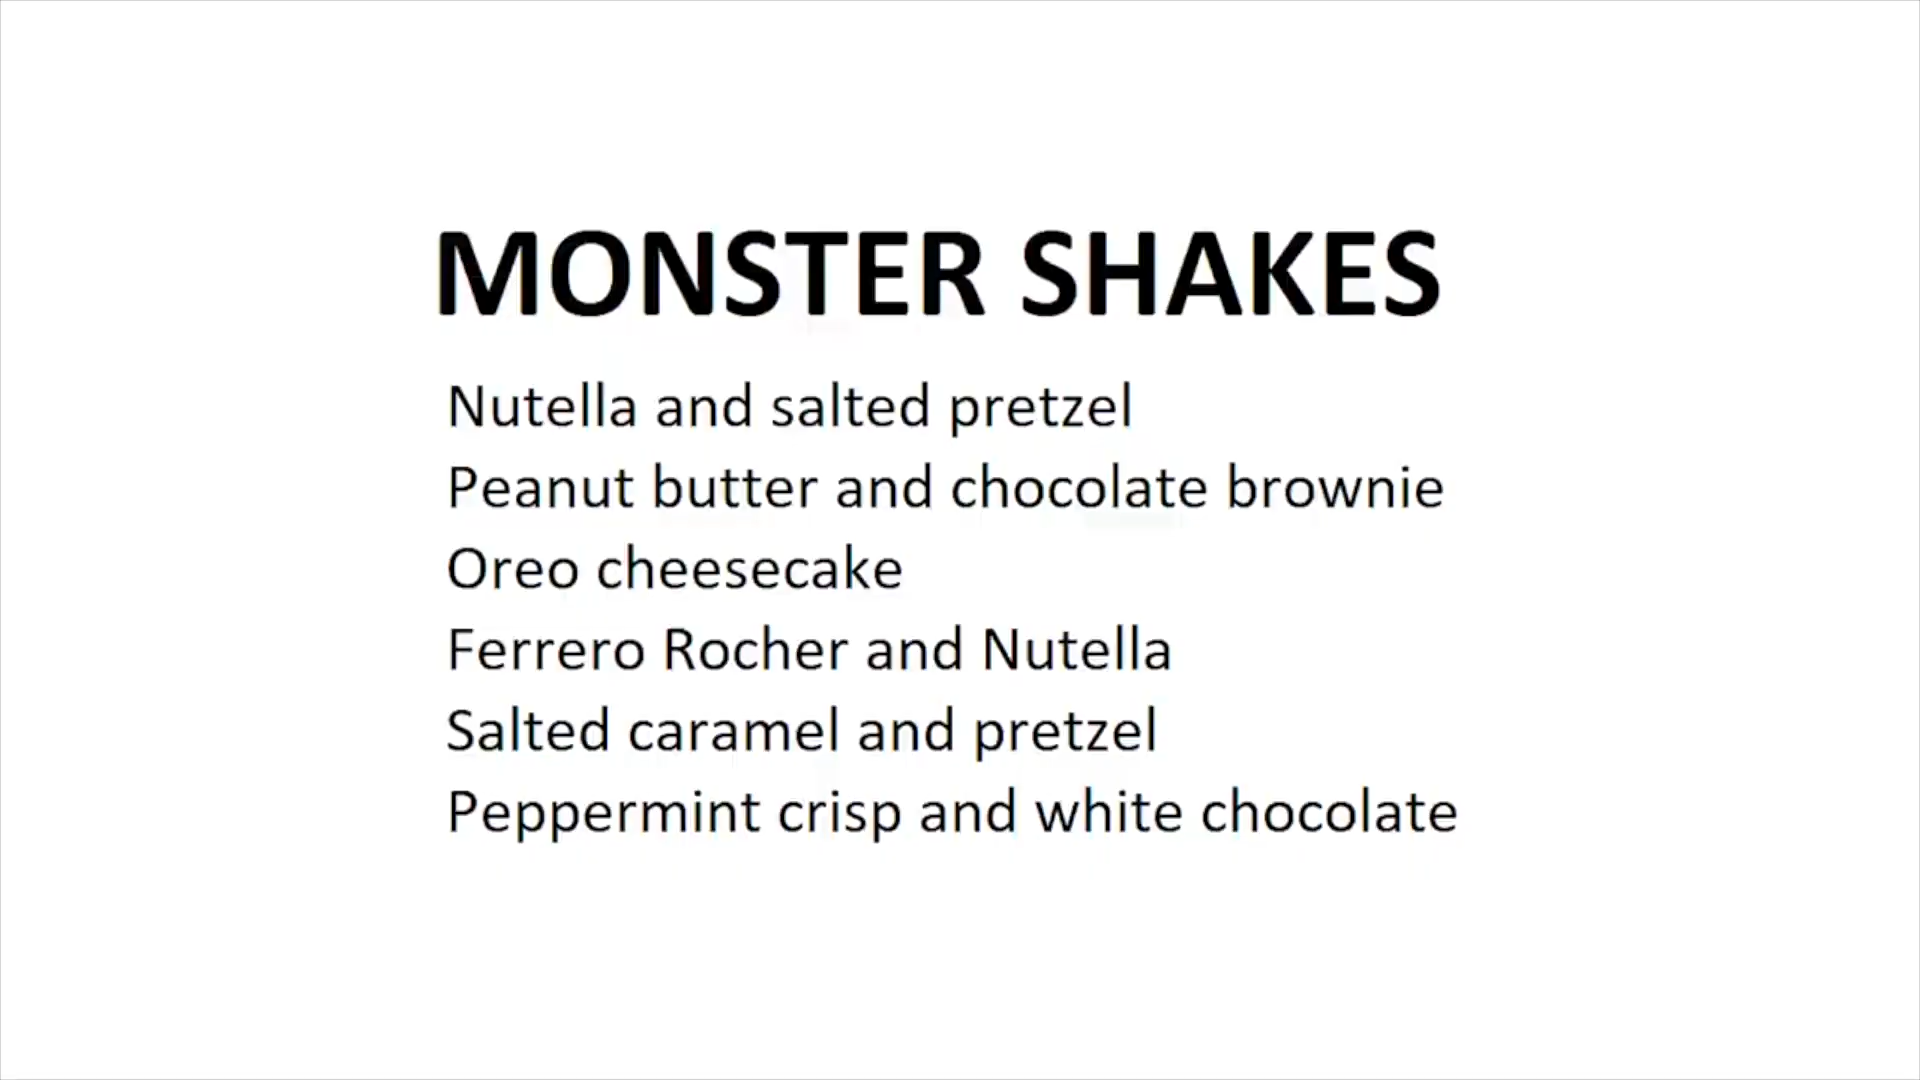 MONSTER SHAKES
Nutella and salted pretzel
Peanut butter and chocolate brownie
Oreo cheesecake
Ferrero Rocher and Nutella
Salted caramel and pretzel
Peppermint crisp and white chocolate